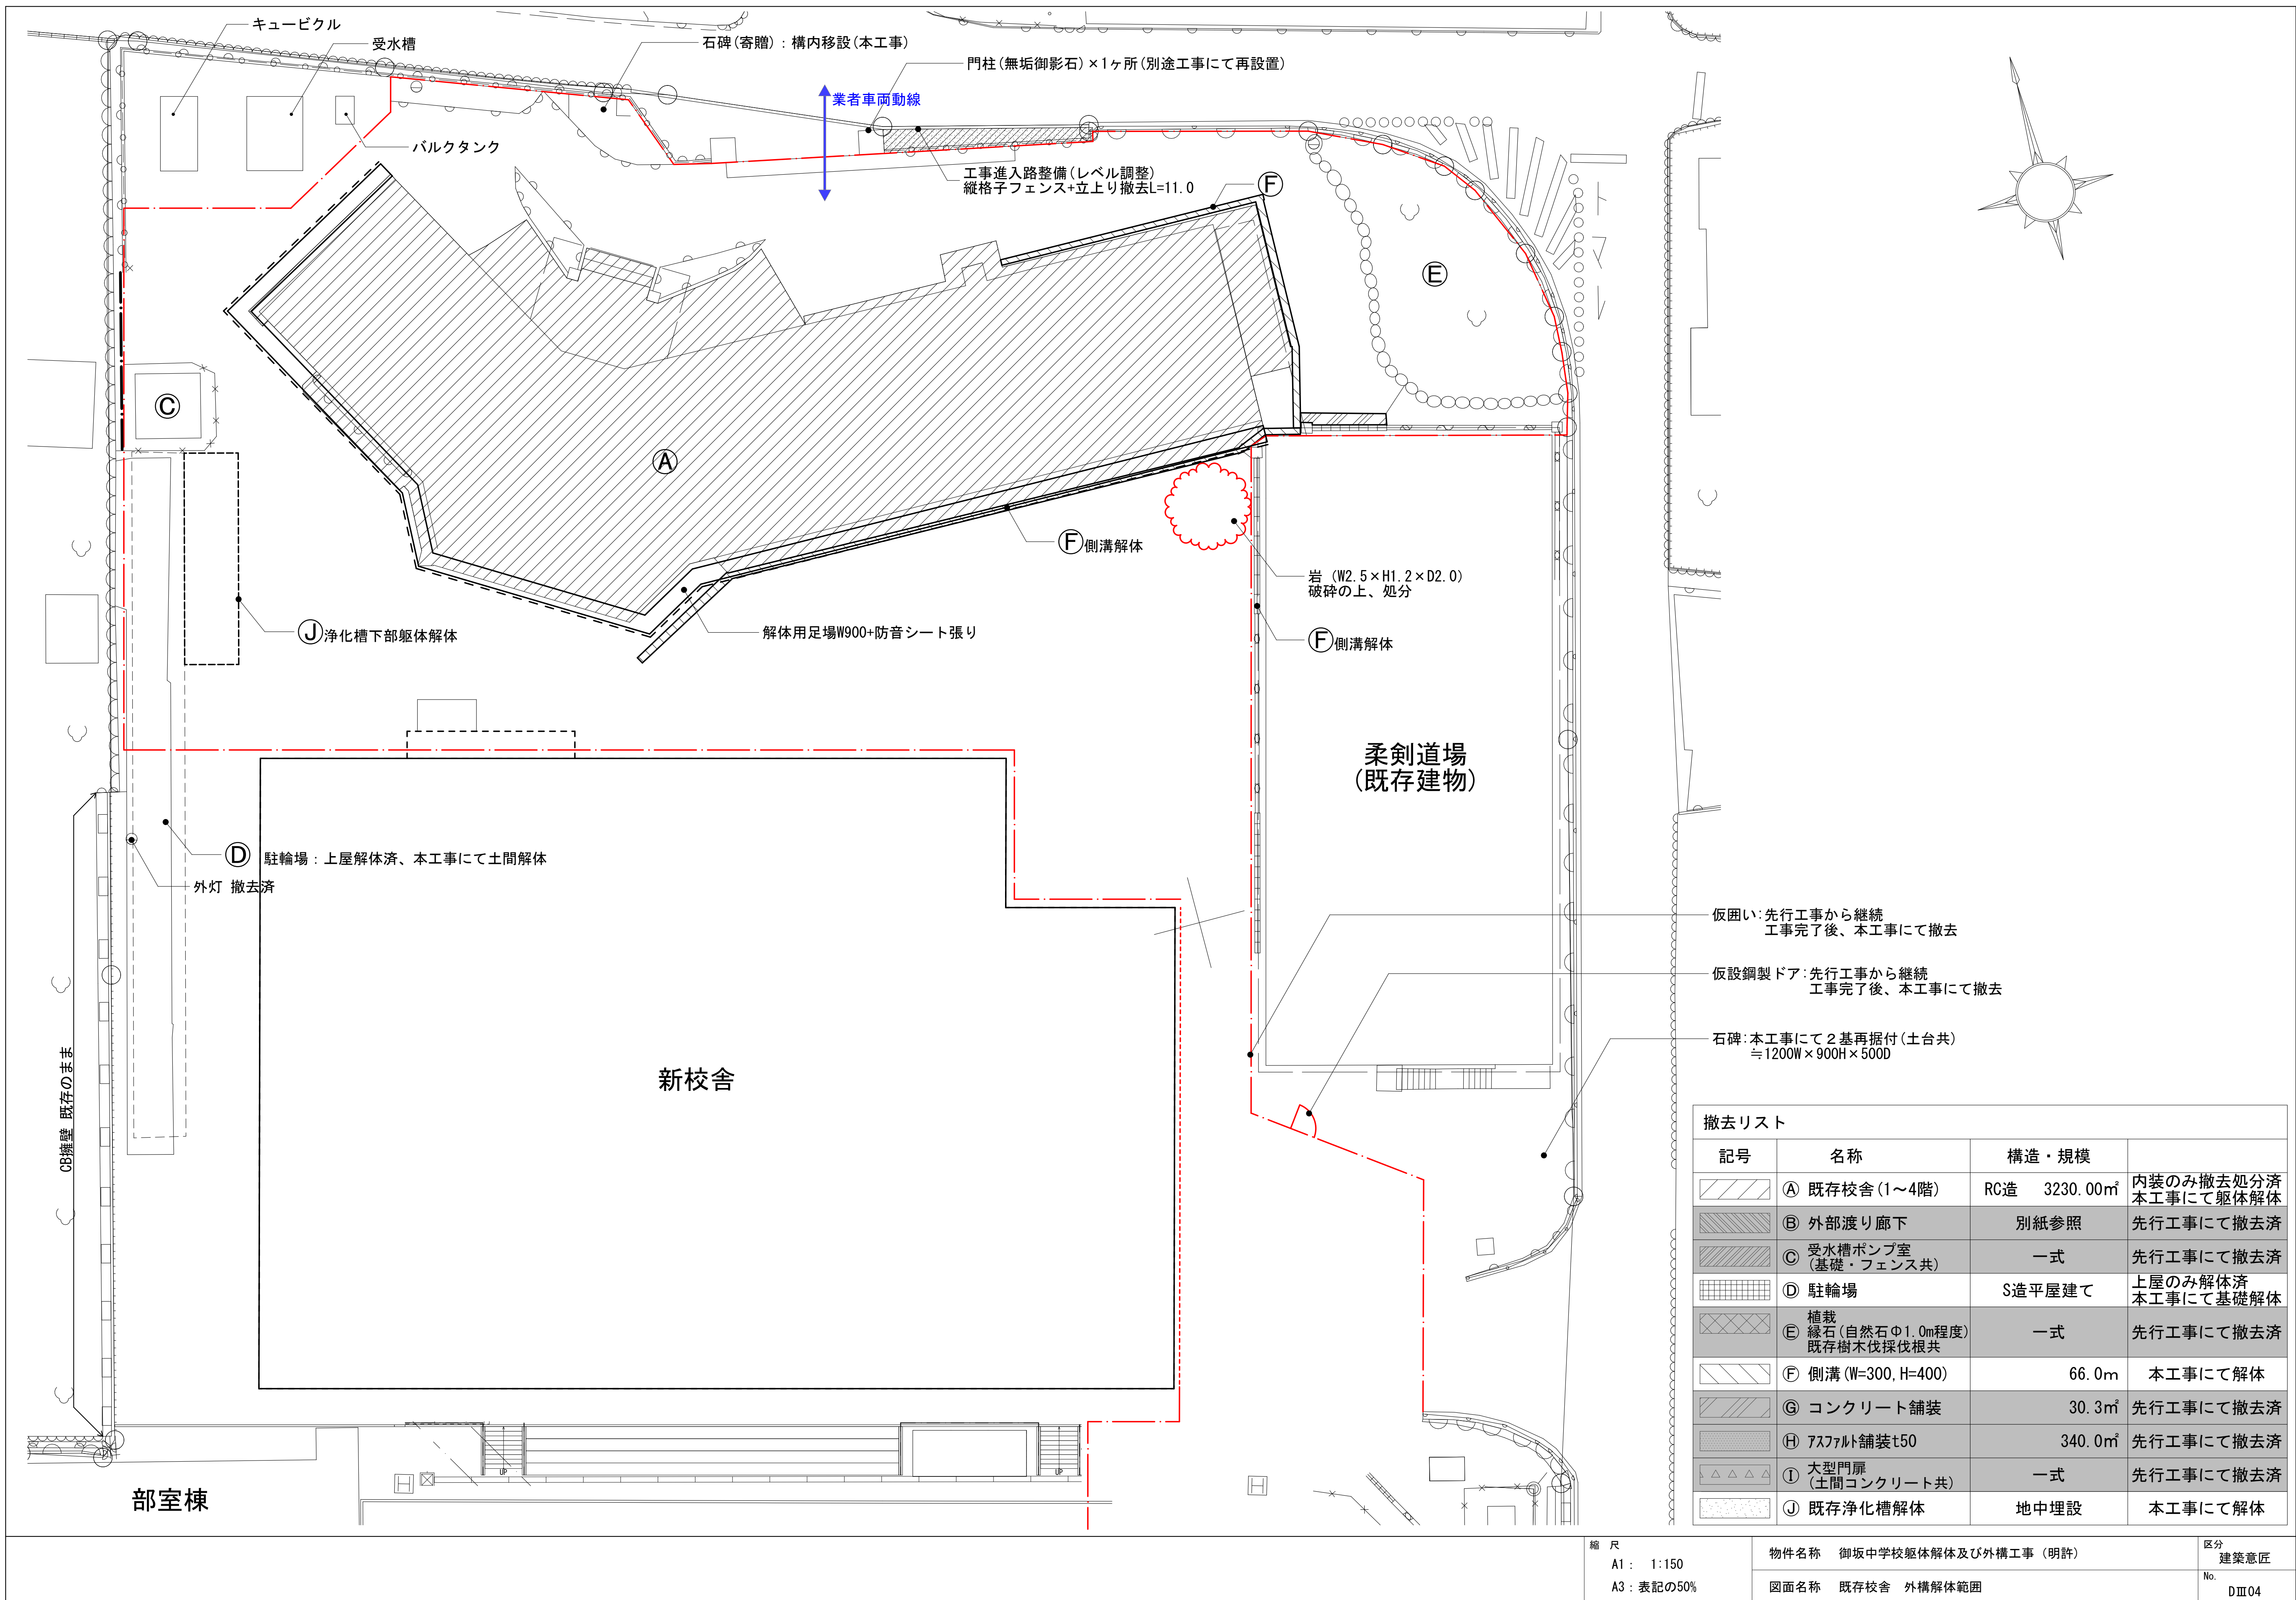 キュービクル
受水槽
バルクタンク
石碑(寄贈)：構内移設(本工事)
門柱(無垢御影石)×1ヶ所(別途工事にて再設置)
業者車両動線
工事進入路整備(レベル調整)
縦格子フェンス+立上り撤去L=11.0
Ⓕ
Ⓔ
Ⓒ
Ⓐ
Ⓕ側溝解体
岩 (W2.5×H1.2×D2.0)
破砕の上、処分
Ⓕ側溝解体
Ⓙ浄化槽下部躯体解体
解体用足場W900+防音シート張り
柔剣道場
(既存建物)
Ⓓ 駐輪場：上屋解体済、本工事にて土間解体
外灯 撤去済
CB擁壁 既存のまま
新校舎
仮囲い:先行工事から継続
工事完了後、本工事にて撤去
仮設鋼製ドア:先行工事から継続
工事完了後、本工事にて撤去
石碑:本工事にて２基再据付(土台共)
≒1200W×900H×500D
UP
UP
H
H
部室棟
撤去リスト
記号 名称 構造・規模
Ⓐ 既存校舎(1～4階) RC造 3230.00㎡ 内装のみ撤去処分済
本工事にて躯体解体
Ⓑ 外部渡り廊下 別紙参照 先行工事にて撤去済
Ⓒ 受水槽ポンプ室
(基礎・フェンス共) 一式 先行工事にて撤去済
Ⓓ 駐輪場 S造平屋建て 上屋のみ解体済
本工事にて基礎解体
Ⓔ 植栽
縁石(自然石Φ1.0m程度)
既存樹木伐採伐根共 一式 先行工事にて撤去済
Ⓕ 側溝(W=300,H=400) 66.0m 本工事にて解体
Ⓖ コンクリート舗装 30.3㎡ 先行工事にて撤去済
Ⓗ ｱｽﾌｧﾙﾄ舗装t50 340.0㎡ 先行工事にて撤去済
Ⓘ 大型門扉
(土間コンクリート共) 一式 先行工事にて撤去済
Ⓙ 既存浄化槽解体 地中埋設 本工事にて解体
縮 尺
A1： 1:150
A3：表記の50%
物件名称 御坂中学校躯体解体及び外構工事（明許）
図面名称 既存校舎 外構解体範囲
区分
建築意匠
No.
DⅢ04